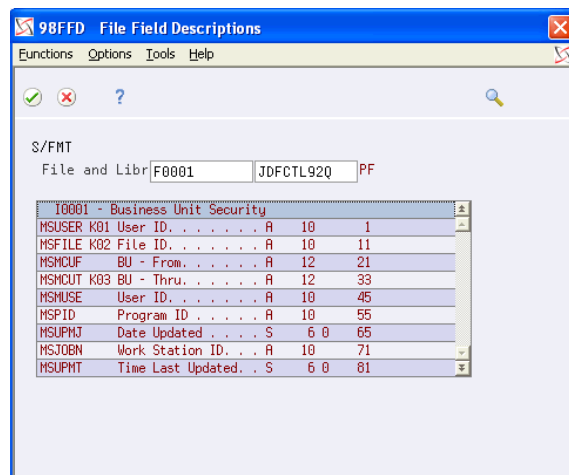 98FFD File Field Descriptions
Functions Options Tools Help
?
S/FMT
File and Libr F0001 JDFCTL92Q PF
I0001 - Business Unit Security
MSUSER K01 User ID. . . . . . . A 10 1
MSFILE K02 File ID. . . . . . . A 10 11
MSMCUF BU - From. . . . . . A 12 21
MSMCUT K03 BU - Thru. . . . . . A 12 33
MSMUSE User ID. . . . . . . A 10 45
MSPID Program ID . . . . . A 10 55
MSUPMJ Date Updated . . . . S 6 0 65
MSJOBN Work Station ID. . . A 10 71
MSUPMT Time Last Updated. . S 6 0 81